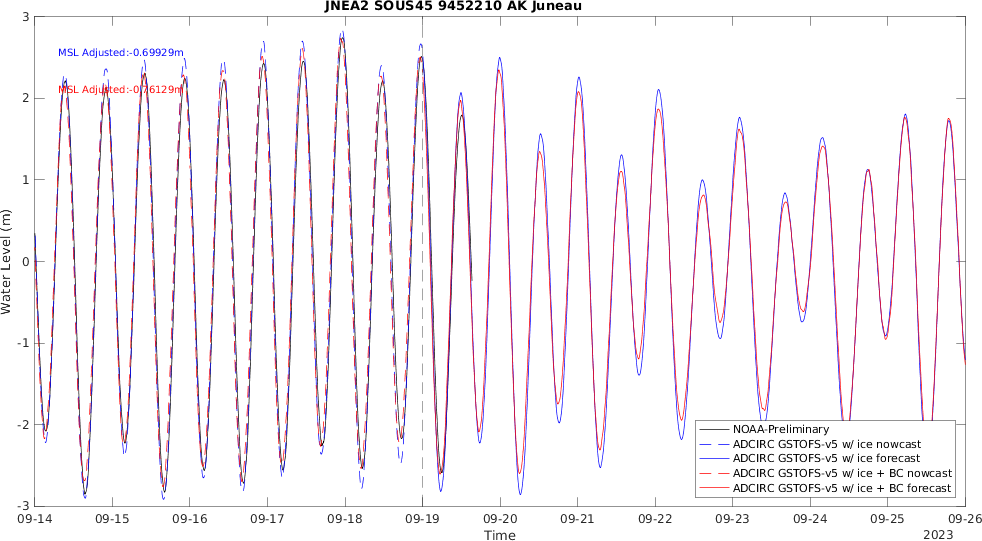 JNEA2 SOUS45 9452210 AK Juneau
MSL Adjusted:-0.69929m
MSL Adjusted:-0.76129m
Water Level (m)
3
2
1
0
-1
-2
-3
NOAA-Preliminary
ADCIRC GSTOFS-v5 w/ ice nowcast
ADCIRC GSTOFS-v5 w/ ice forecast
ADCIRC GSTOFS-v5 w/ ice + BC nowcast
ADCIRC GSTOFS-v5 w/ ice + BC forecast
09-14 09-15 09-16 09-17 09-18 09-19 09-20 09-21 09-22 09-23 09-24 09-25 09-26
Time
2023